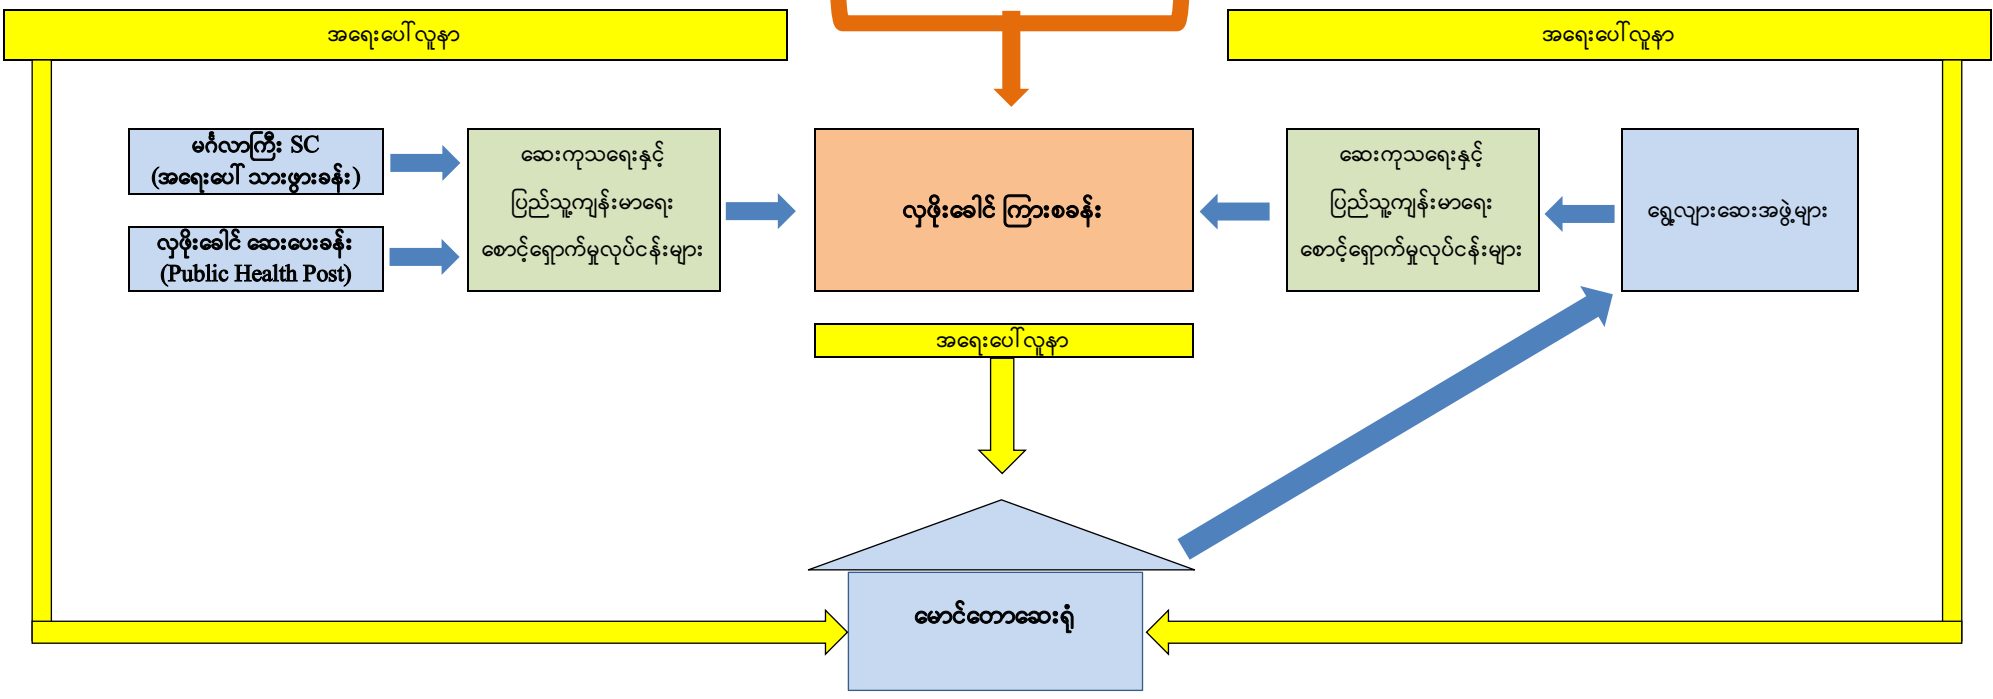 အရေးပေါ်လူနာ
အရေးပေါ်လူနာ
မင်္ဂလာကြီး SC
(အရေးပေါ် သားဖွားခန်း)
လှဖိုးခေါင် ဆေးပေးခန်း
(Public Health Post)
ဆေးကုသရေးနှင့်
ပြည်သူ့ကျန်းမာရေး
စောင့်ရှောက်မှုလုပ်ငန်းများ
လှဖိုးခေါင် ကြားစခန်း
ဆေးကုသရေးနှင့်
ပြည်သူ့ကျန်းမာရေး
စောင့်ရှောက်မှုလုပ်ငန်းများ
ရွှေ့လျားဆေးအဖွဲ့များ
အရေးပေါ်လူနာ
မောင်တောဆေးရုံ